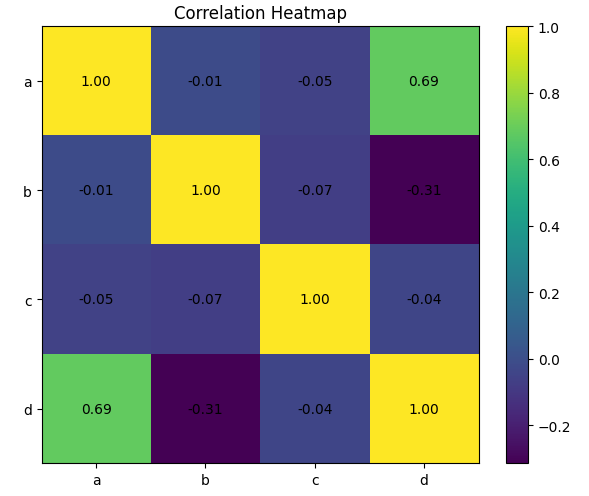 Correlation Heatmap
a 1.00 -0.01 -0.05 0.69
b -0.01 1.00 -0.07 -0.31
c -0.05 -0.07 1.00 -0.04
d 0.69 -0.31 -0.04 1.00
a b c d
1.0
0.8
0.6
0.4
0.2
0.0
−0.2